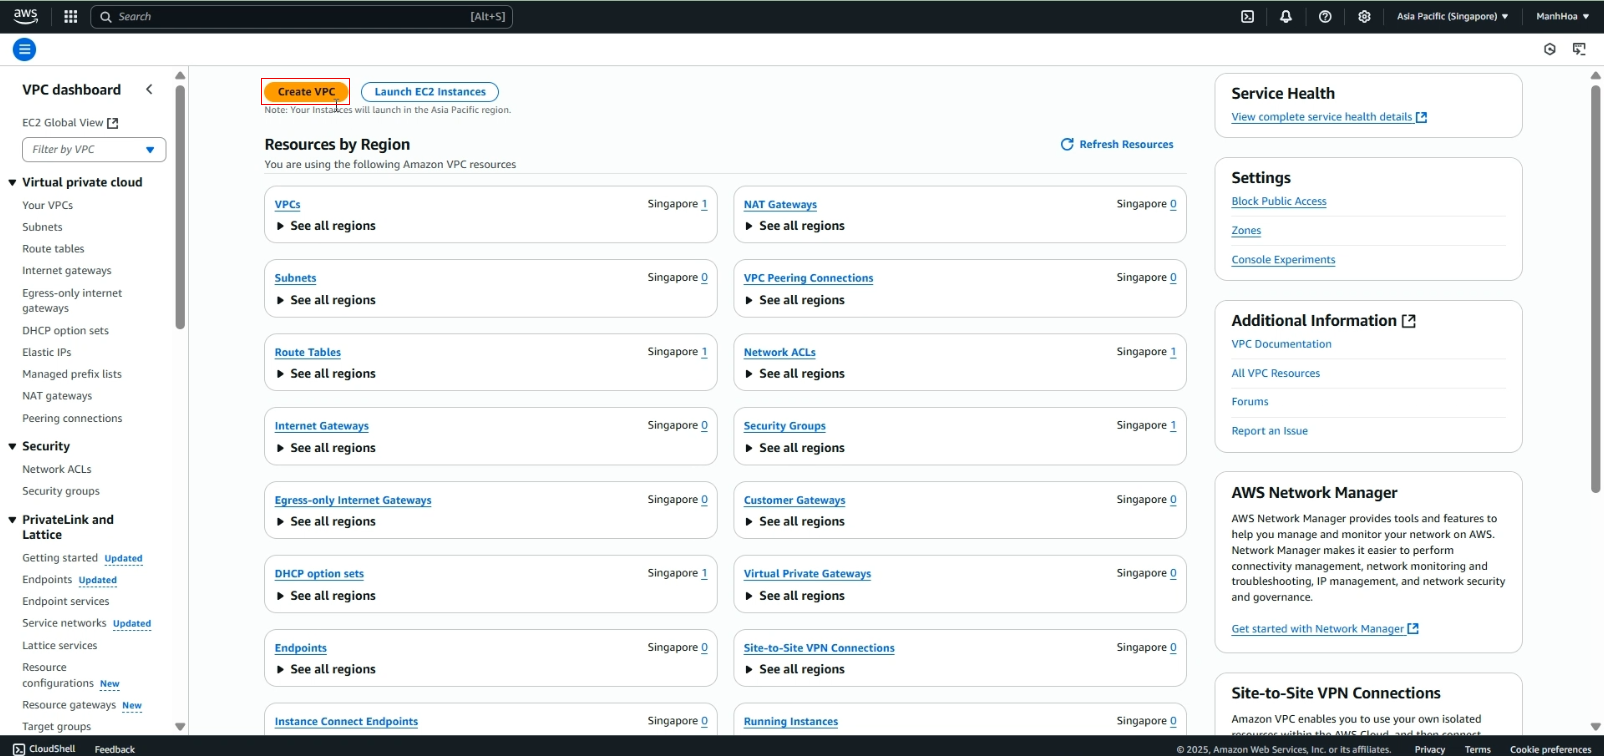 aws
Search [Alt+S]
Asia Pacific (Singapore)
ManhHoa
VPC dashboard
EC2 Global View
Filter by VPC
Virtual private cloud
Your VPCs
Subnets
Route tables
Internet gateways
Egress-only internet
gateways
DHCP option sets
Elastic IPs
Managed prefix lists
NAT gateways
Peering connections
Security
Network ACLs
Security groups
PrivateLink and
Lattice
Getting started Updated
Endpoints Updated
Endpoint services
Service networks Updated
Lattice services
Resource
configurations New
Resource gateways New
Target groups
Create VPC
Launch EC2 Instances
Note: Your Instances will launch in the Asia Pacific region.
Resources by Region
Refresh Resources
You are using the following Amazon VPC resources
VPCs Singapore 1
See all regions
NAT Gateways Singapore 0
See all regions
Subnets Singapore 0
See all regions
VPC Peering Connections Singapore 0
See all regions
Route Tables Singapore 1
See all regions
Network ACLs Singapore 1
See all regions
Internet Gateways Singapore 0
See all regions
Security Groups Singapore 1
See all regions
Egress-only Internet Gateways Singapore 0
See all regions
Customer Gateways Singapore 0
See all regions
DHCP option sets Singapore 1
See all regions
Virtual Private Gateways Singapore 0
See all regions
Endpoints Singapore 0
See all regions
Site-to-Site VPN Connections Singapore 0
See all regions
Instance Connect Endpoints Singapore 0
Running Instances Singapore 0
Service Health
View complete service health details
Settings
Block Public Access
Zones
Console Experiments
Additional Information
VPC Documentation
All VPC Resources
Forums
Report an Issue
AWS Network Manager
AWS Network Manager provides tools and features to
help you manage and monitor your network on AWS.
Network Manager makes it easier to perform
connectivity management, network monitoring and
troubleshooting, IP management, and network security
and governance.
Get started with Network Manager
Site-to-Site VPN Connections
Amazon VPC enables you to use your own isolated
resources within the AWS Cloud, and then connect
CloudShell
Feedback
© 2025, Amazon Web Services, Inc. or its affiliates.
Privacy
Terms
Cookie preferences